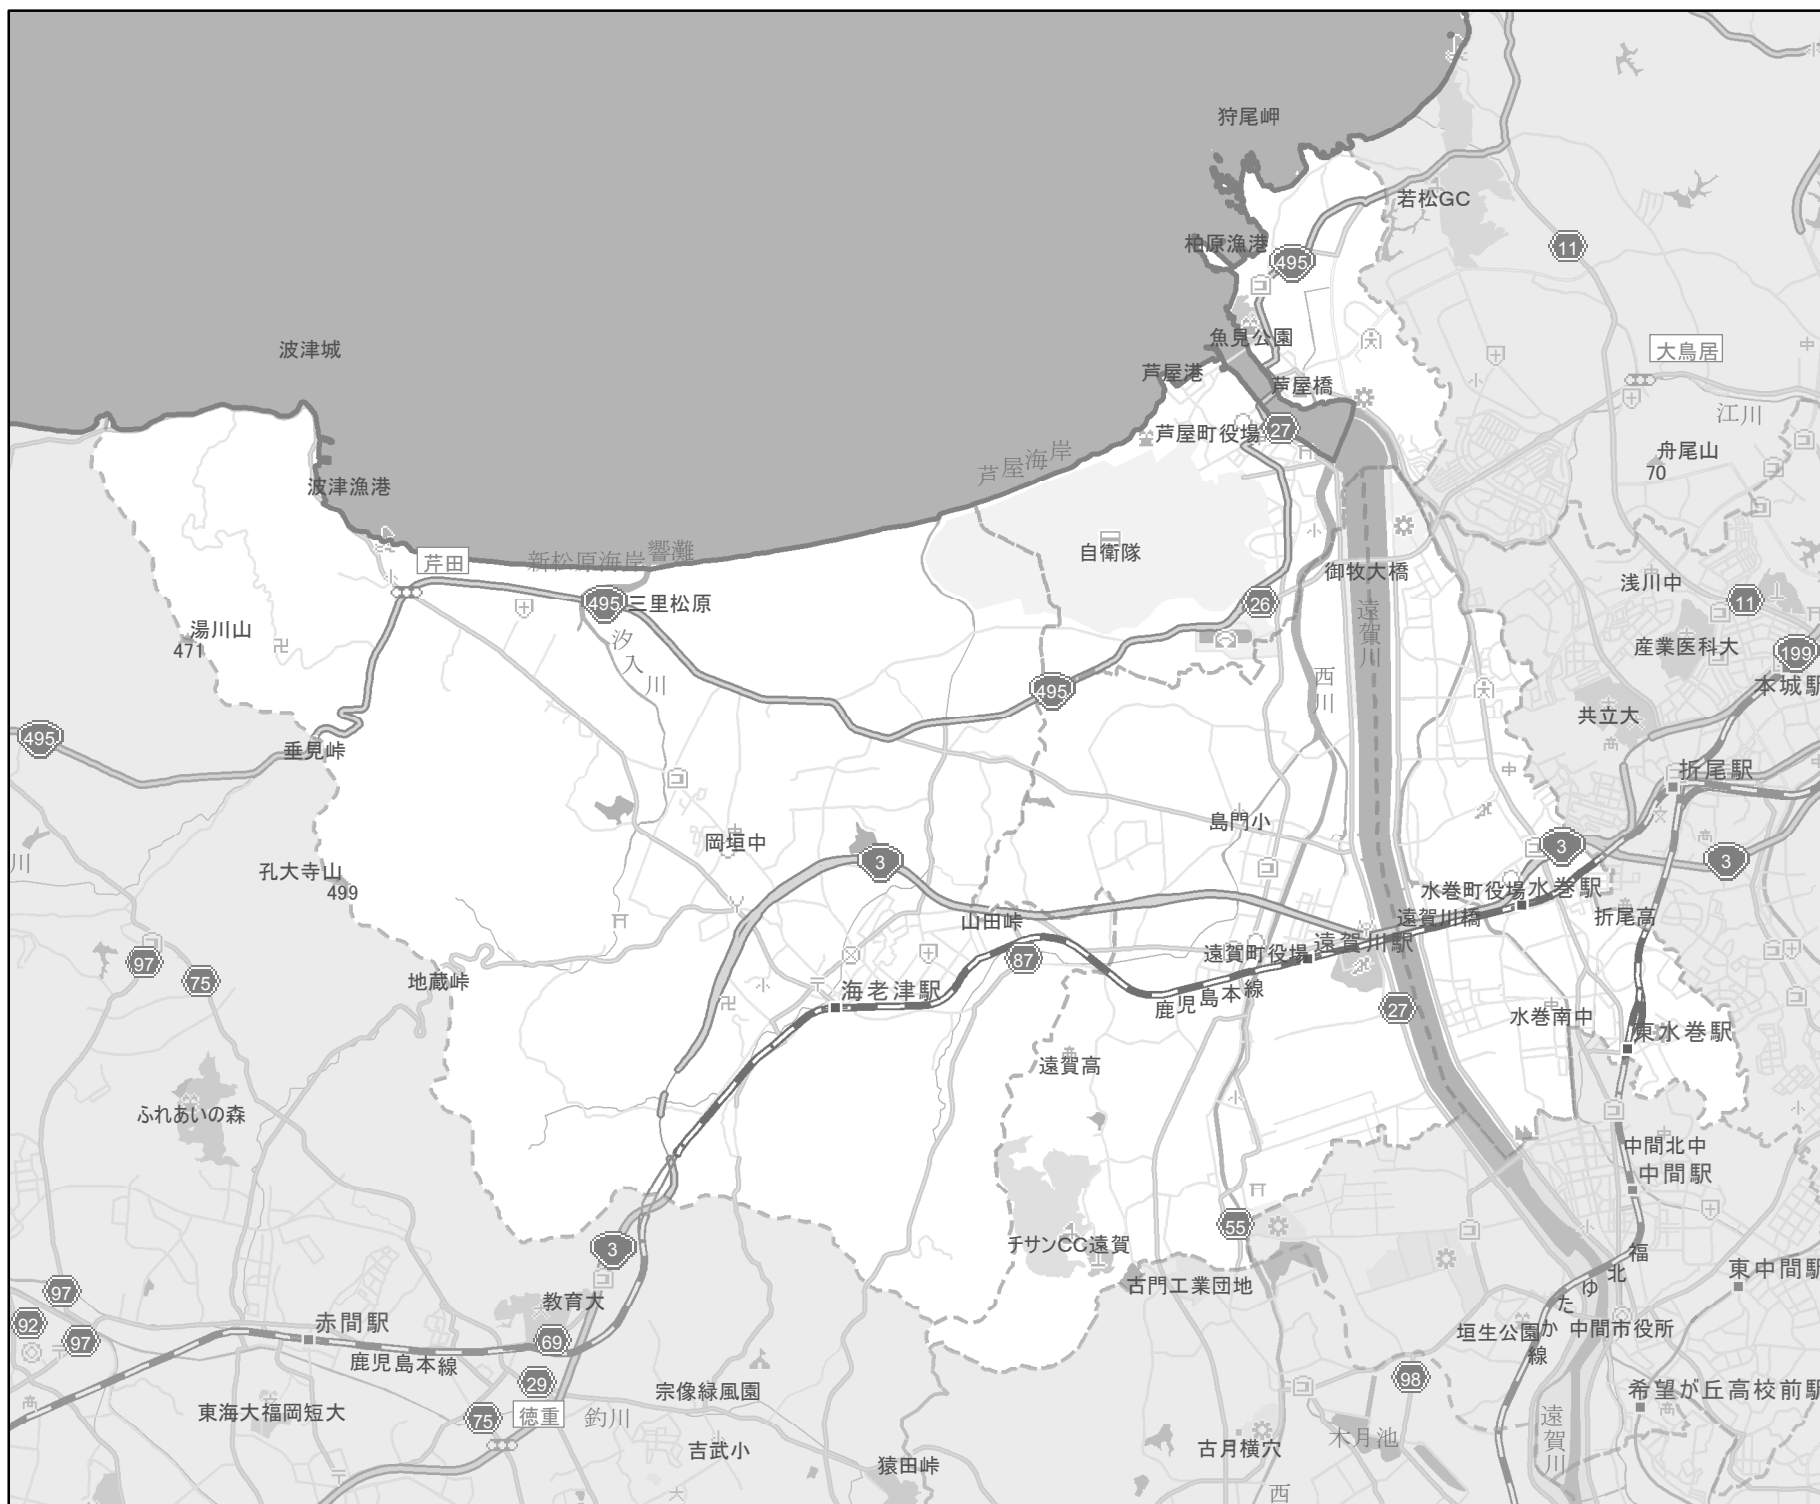 狩尾岬
若松GC
11
柏原漁港
495
魚見公園
波津城
大鳥居
芦屋港
芦屋橋
江川
芦屋町役場
27
芦屋海岸
舟尾山
70
波津漁港
自衛隊
新松原海岸
響灘
芹田
御牧大橋
浅川中
495
三里松原
26
遠賀川
11
湯川山
471
汐入川
産業医科大
199
西川
本城駅
495
共立大
495
垂見峠
折尾駅
島門小
岡垣中
3
3
3
孔大寺山
499
水巻町役場
水巻駅
山田峠
遠賀川橋
折尾高
遠賀町役場
遠賀川駅
97
87
75
地蔵峠
海老津駅
鹿児島本線
27
水巻南中
東水巻駅
遠賀高
ふれあいの森
中間北中
中間駅
55
3
チサンCC遠賀
福北ゆたか線
古門工業団地
東中間駅
97
教育大
92
97
赤間駅
69
垣生公園
中間市役所
鹿児島本線
29
宗像緑風園
98
希望が丘高校前駅
東海大福岡短大
75
徳重
釣川
遠賀川
吉武小
古月横穴
木月池
猿田峠
西
川